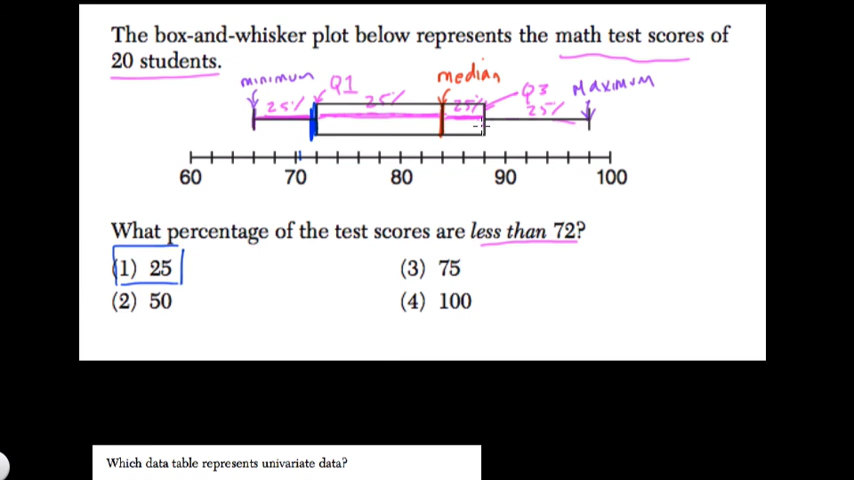 The box-and-whisker plot below represents the math test scores of
20 students.
minimum Q1 median Q3 Maximum
25% 25% 25% 25%
60 70 80 90 100
What percentage of the test scores are less than 72?
(1) 25 (3) 75
(2) 50 (4) 100
Which data table represents univariate data?